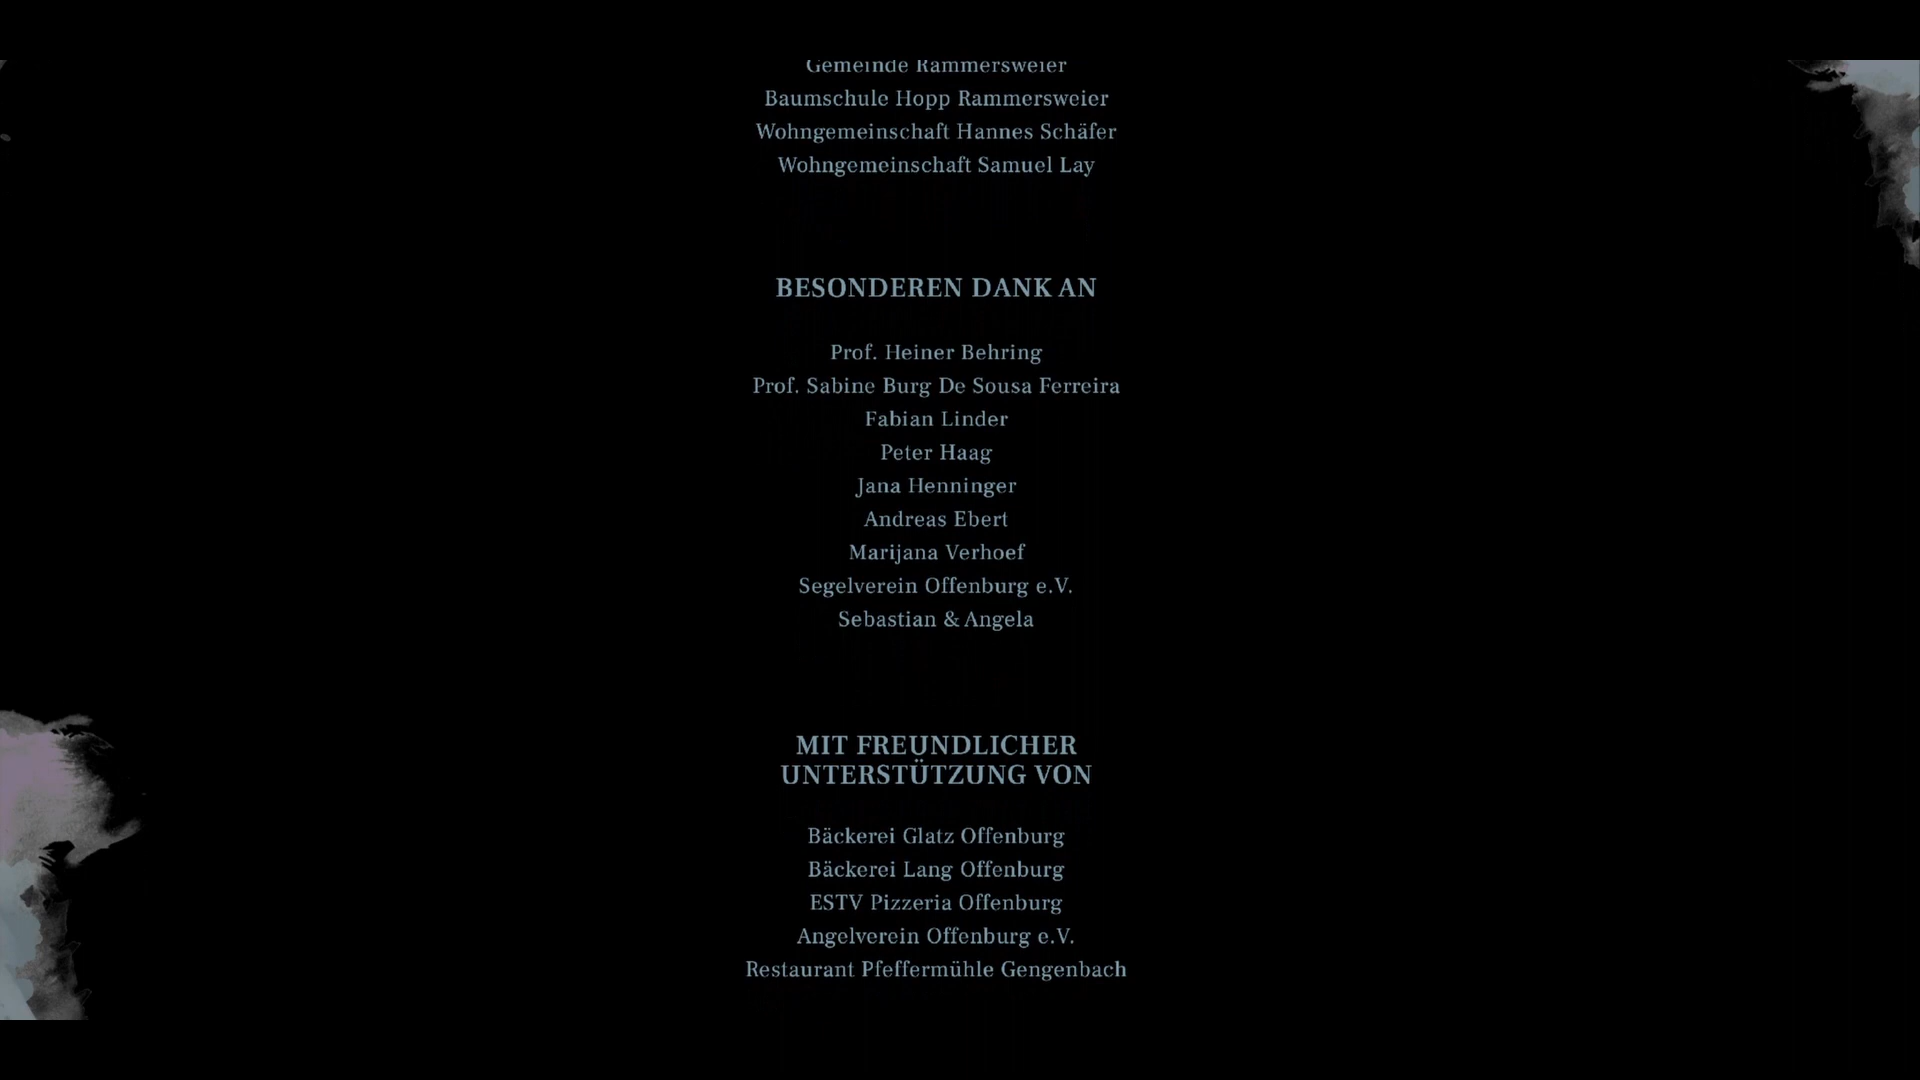 Gemeinde Rammersweier
Baumschule Hopp Rammersweier
Wohngemeinschaft Hannes Schäfer
Wohngemeinschaft Samuel Lay
BESONDEREN DANK AN
Prof. Heiner Behring
Prof. Sabine Burg De Sousa Ferreira
Fabian Linder
Peter Haag
Jana Henninger
Andreas Ebert
Marijana Verhoef
Segelverein Offenburg e.V.
Sebastian & Angela
MIT FREUNDLICHER
UNTERSTÜTZUNG VON
Bäckerei Glatz Offenburg
Bäckerei Lang Offenburg
ESTV Pizzeria Offenburg
Angelverein Offenburg e.V.
Restaurant Pfeffermühle Gengenbach